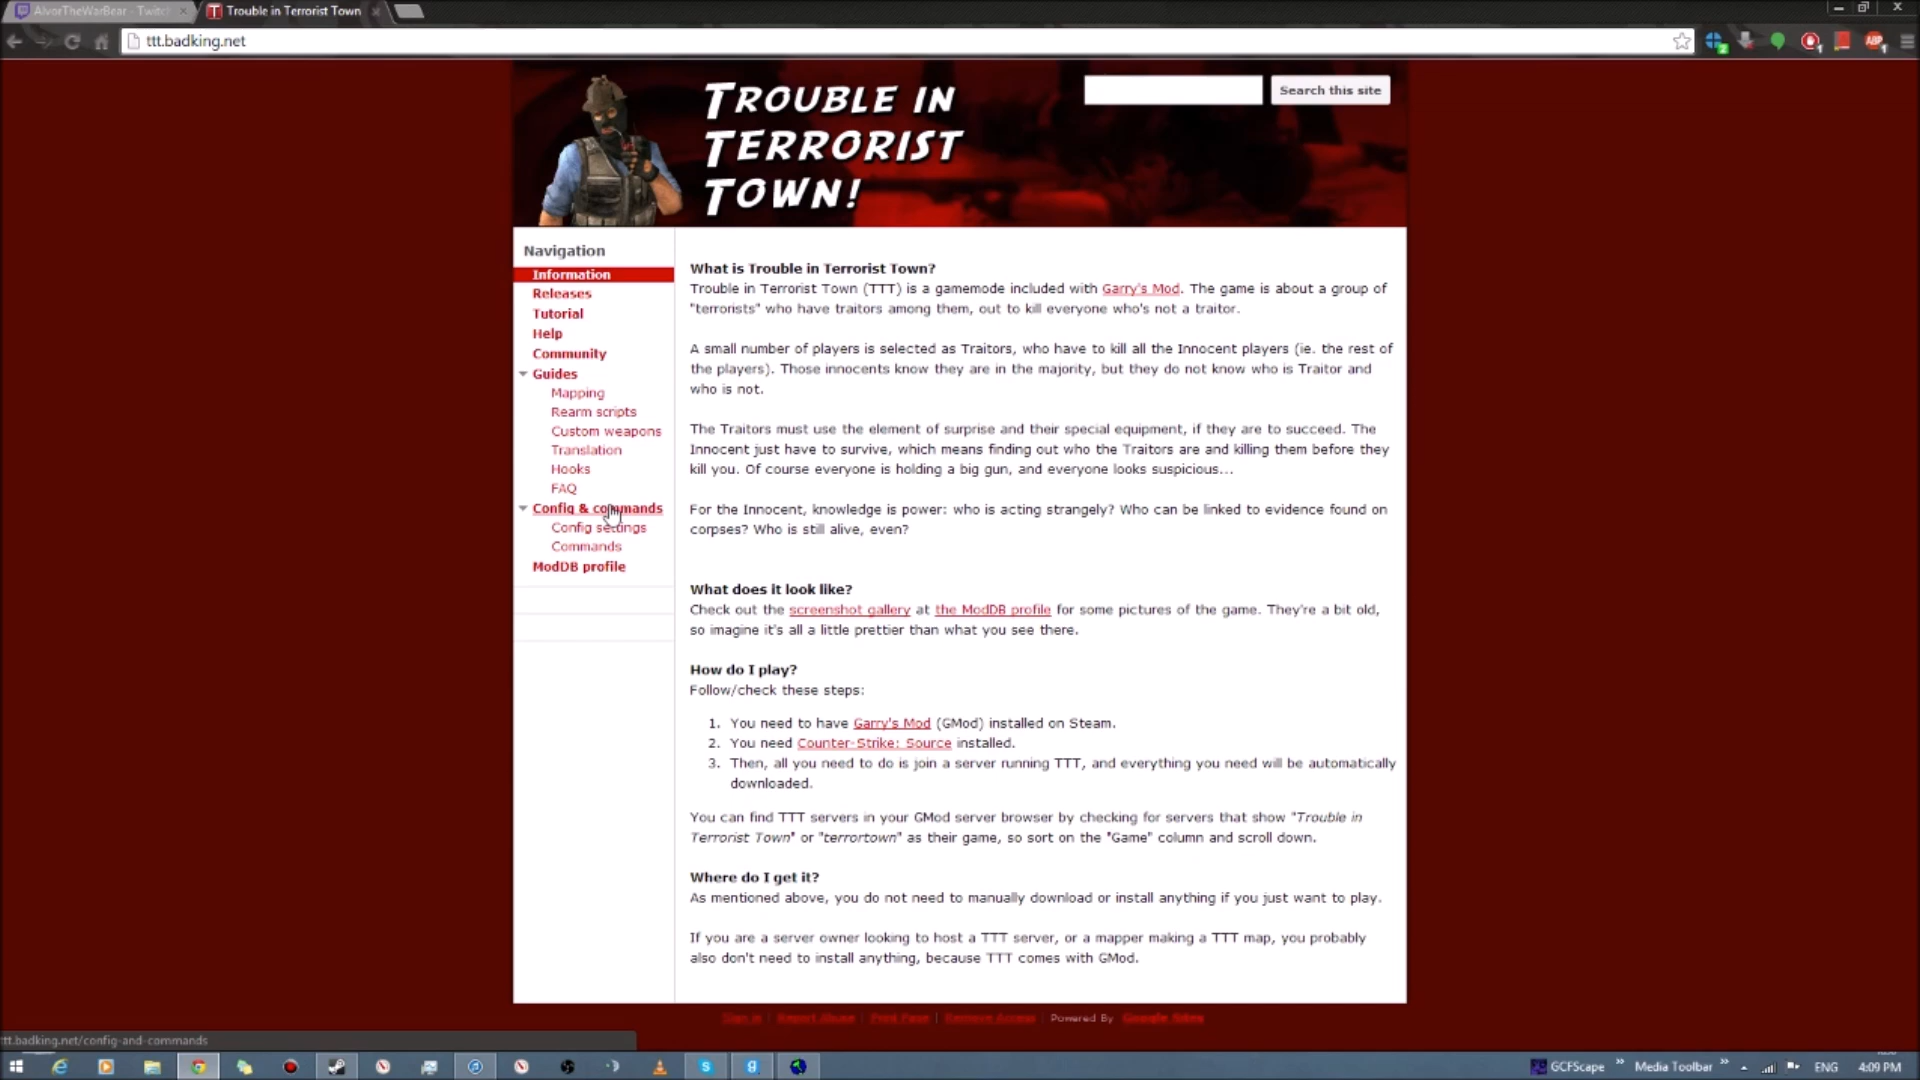 AlvorTheWarBear - Twitch
Trouble in Terrorist Town
ttt.badking.net
TROUBLE IN
TERRORIST
TOWN!
Search this site
Navigation
Information
Releases
Tutorial
Help
Community
Guides
Mapping
Rearm scripts
Custom weapons
Translation
Hooks
FAQ
Config & commands
Config settings
Commands
ModDB profile
What is Trouble in Terrorist Town?
Trouble in Terrorist Town (TTT) is a gamemode included with Garry's Mod. The game is about a group of
"terrorists" who have traitors among them, out to kill everyone who's not a traitor.
A small number of players is selected as Traitors, who have to kill all the Innocent players (ie. the rest of
the players). Those innocents know they are in the majority, but they do not know who is Traitor and
who is not.
The Traitors must use the element of surprise and their special equipment, if they are to succeed. The
Innocent just have to survive, which means finding out who the Traitors are and killing them before they
kill you. Of course everyone is holding a big gun, and everyone looks suspicious...
For the Innocent, knowledge is power: who is acting strangely? Who can be linked to evidence found on
corpses? Who is still alive, even?
What does it look like?
Check out the screenshot gallery at the ModDB profile for some pictures of the game. They're a bit old,
so imagine it's all a little prettier than what you see there.
How do I play?
Follow/check these steps:
1. You need to have Garry's Mod (GMod) installed on Steam.
2. You need Counter-Strike: Source installed.
3. Then, all you need to do is join a server running TTT, and everything you need will be automatically
downloaded.
You can find TTT servers in your GMod server browser by checking for servers that show "Trouble in
Terrorist Town" or "terrortown" as their game, so sort on the "Game" column and scroll down.
Where do I get it?
As mentioned above, you do not need to manually download or install anything if you just want to play.
If you are a server owner looking to host a TTT server, or a mapper making a TTT map, you probably
also don't need to install anything, because TTT comes with GMod.
Sign in | Report Abuse | Print Page | Remove Access | Powered By Google Sites
ttt.badking.net/config-and-commands
GCFScape
Media Toolbar
ENG
4:09 PM